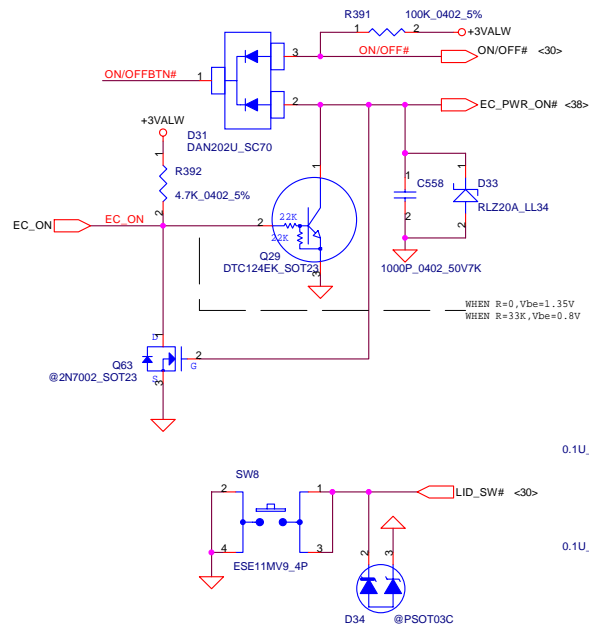 R391 100K_0402_5%
1 2 +3VALW
ON/OFF# ON/OFF# <30>
3
ON/OFFBTN# 1
2 EC_PWR_ON# <38>
D31
DAN202U_SC70
+3VALW
1
R392
4.7K_0402_5%
2
EC_ON EC_ON 2
22K
22K
1
Q29
DTC124EK_SOT23
3
1
C558
2
1000P_0402_50V7K
1
D33
RLZ20A_LL34
2
WHEN R=0,Vbe=1.35V
WHEN R=33K,Vbe=0.8V
1
D
2
G
S
3
Q63
@2N7002_SOT23
0.1U_
SW8
2 1
LID_SW# <30>
4 3
ESE11MV9_4P
0.1U_
2 3
D34 @PSOT03C